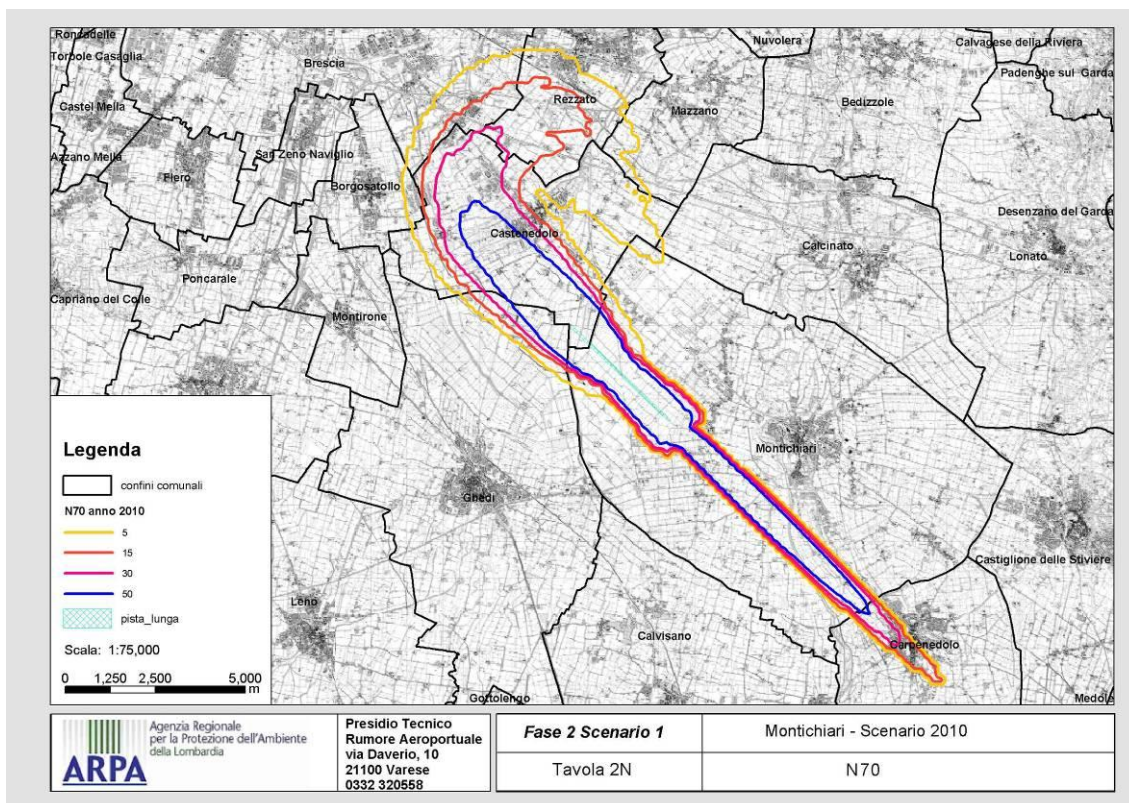 Roncadelle
Nuvolera
Calvagese della Riviera
Torbole Casaglia
Brescia
Padenghe sul Garda
Rezzato
Castel Mella
Mazzano
Bedizzole
Azzano Mella
San Zeno Naviglio
Flero
Borgosatollo
Desenzano del Garda
Castenedolo
Calcinato
Lonato
Poncarale
Capriano del Colle
Montirone
Legenda
confini comunali
N70 anno 2010
5
15
30
50
pista_lunga
Scala: 1:75,000
0 1,250 2,500 5,000
m
Montichiari
Ghedi
Castiglione delle Stiviere
Leno
Calvisano
Carpenedolo
Gottolengo
Medole
ARPA
Agenzia Regionale
per la Protezione dell'Ambiente
della Lombardia
Presidio Tecnico
Rumore Aeroportuale
via Daverio, 10
21100 Varese
0332 320558
Fase 2 Scenario 1
Montichiari - Scenario 2010
Tavola 2N
N70